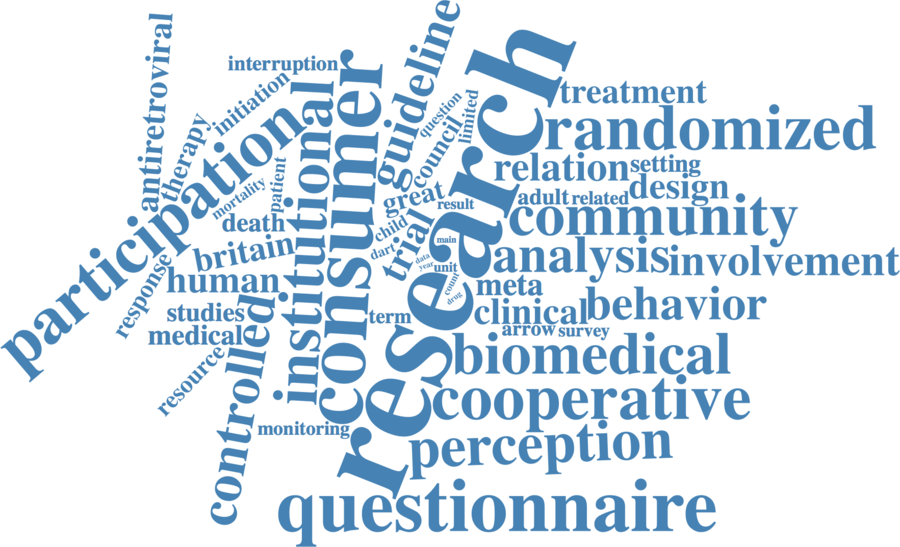 antiretroviral
interruption
guideline
research
treatment
initiation
therapy
participation
institutional
consumer
question
council
limited
randomized
relation
setting
mortality
patient
great
result
adult
related
design
death
child
trial
community
britain
dart
main
analysis
involvement
response
human
data
year
unit
count
drug
meta
studies
medical
term
clinical
behavior
arrow
survey
resource
controlled
biomedical
cooperative
monitoring
perception
questionnaire